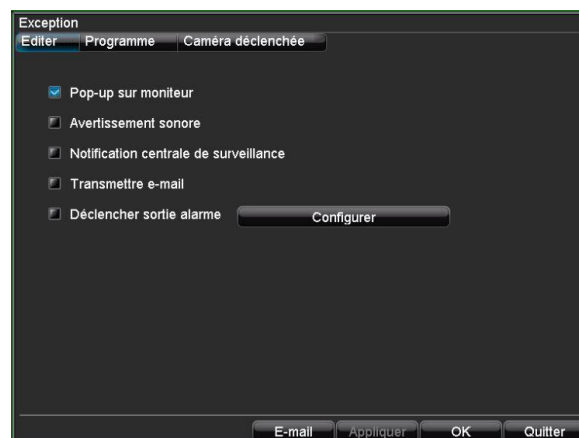 Exception
Editer Programme Caméra déclenchée
Pop-up sur moniteur
Avertissement sonore
Notification centrale de surveillance
Transmettre e-mail
Déclencher sortie alarme Configurer
E-mail Appliquer OK Quitter